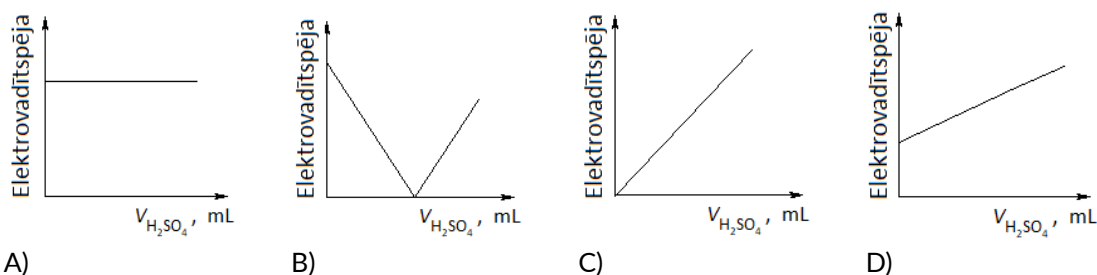 Elektrovadītspēja
V_H₂SO₄, mL
A)
Elektrovadītspēja
V_H₂SO₄, mL
B)
Elektrovadītspēja
V_H₂SO₄, mL
C)
Elektrovadītspēja
V_H₂SO₄, mL
D)